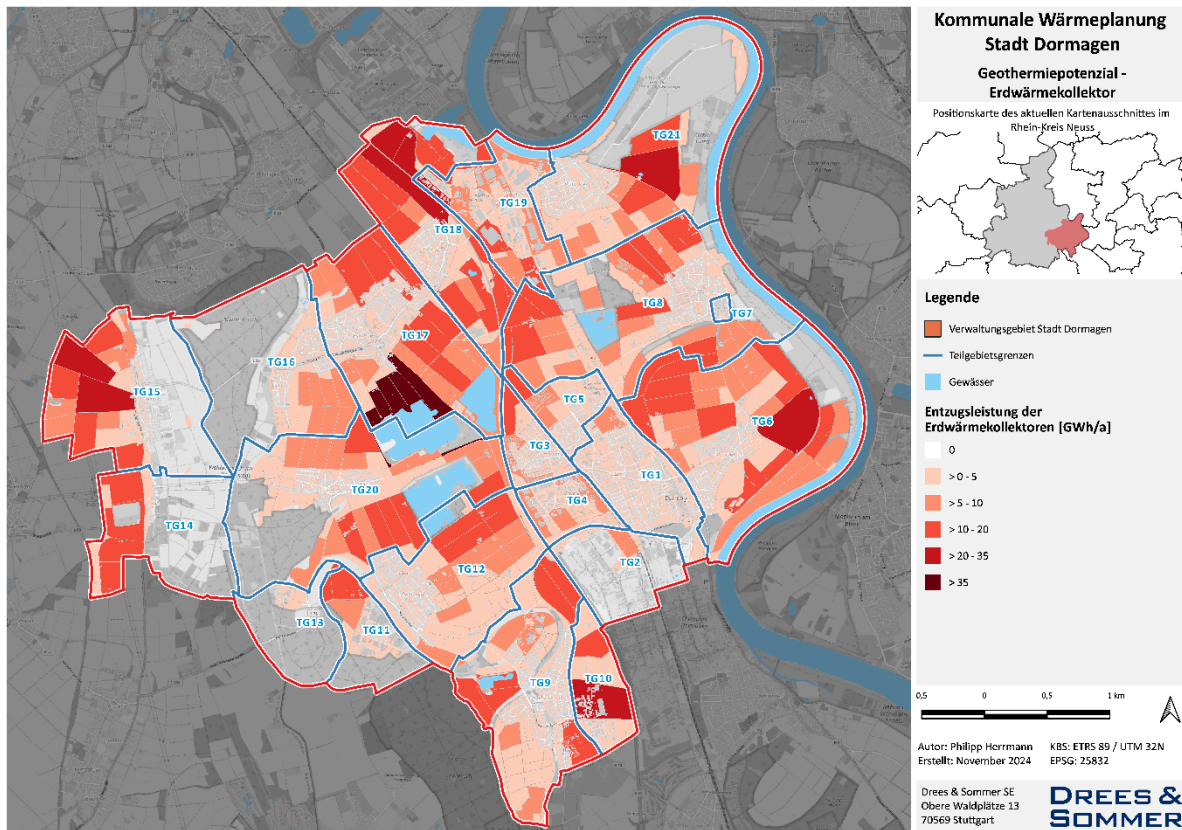 Kommunale Wärmeplanung
Stadt Dormagen
Geothermiepotenzial -
Erdwärmekollektor
Positionskarte des aktuellen Kartenausschnittes im
Rhein-Kreis Neuss
Legende
Verwaltungsgebiet Stadt Dormagen
Teilgebietsgrenzen
Gewässer
Entzugsleistung der
Erdwärmekollektoren [GWh/a]
0
> 0 - 5
> 5 - 10
> 10 - 20
> 20 - 35
> 35
0,5 0 0,5 1 km
Autor: Philipp Herrmann KBS: ETRS 89 / UTM 32N
Erstellt: November 2024 EPSG: 25832
Drees & Sommer SE
Obere Waldplätze 13
70569 Stuttgart
DREES &
SOMMER
TG21
TG19
TG18
TG8
TG7
TG17
TG16
TG15
TG5
TG6
TG3
TG1
TG20
TG4
TG14
TG12
TG2
TG13
TG11
TG9
TG10